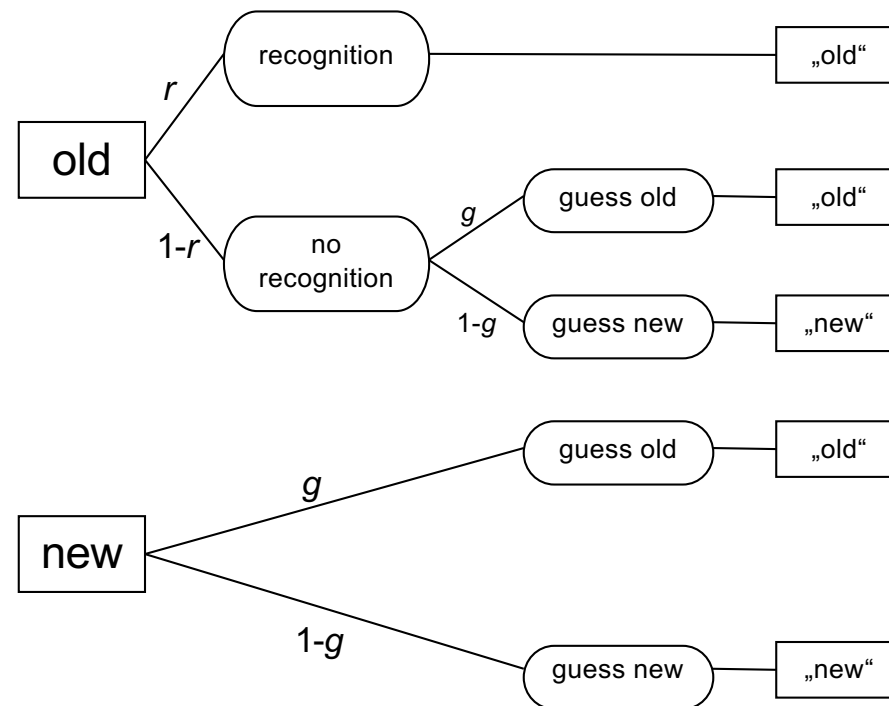 recognition
„old“
r
old
guess old
„old“
g
1-r
no
recognition
1-g
guess new
„new“
guess old
„old“
g
new
1-g
guess new
„new“